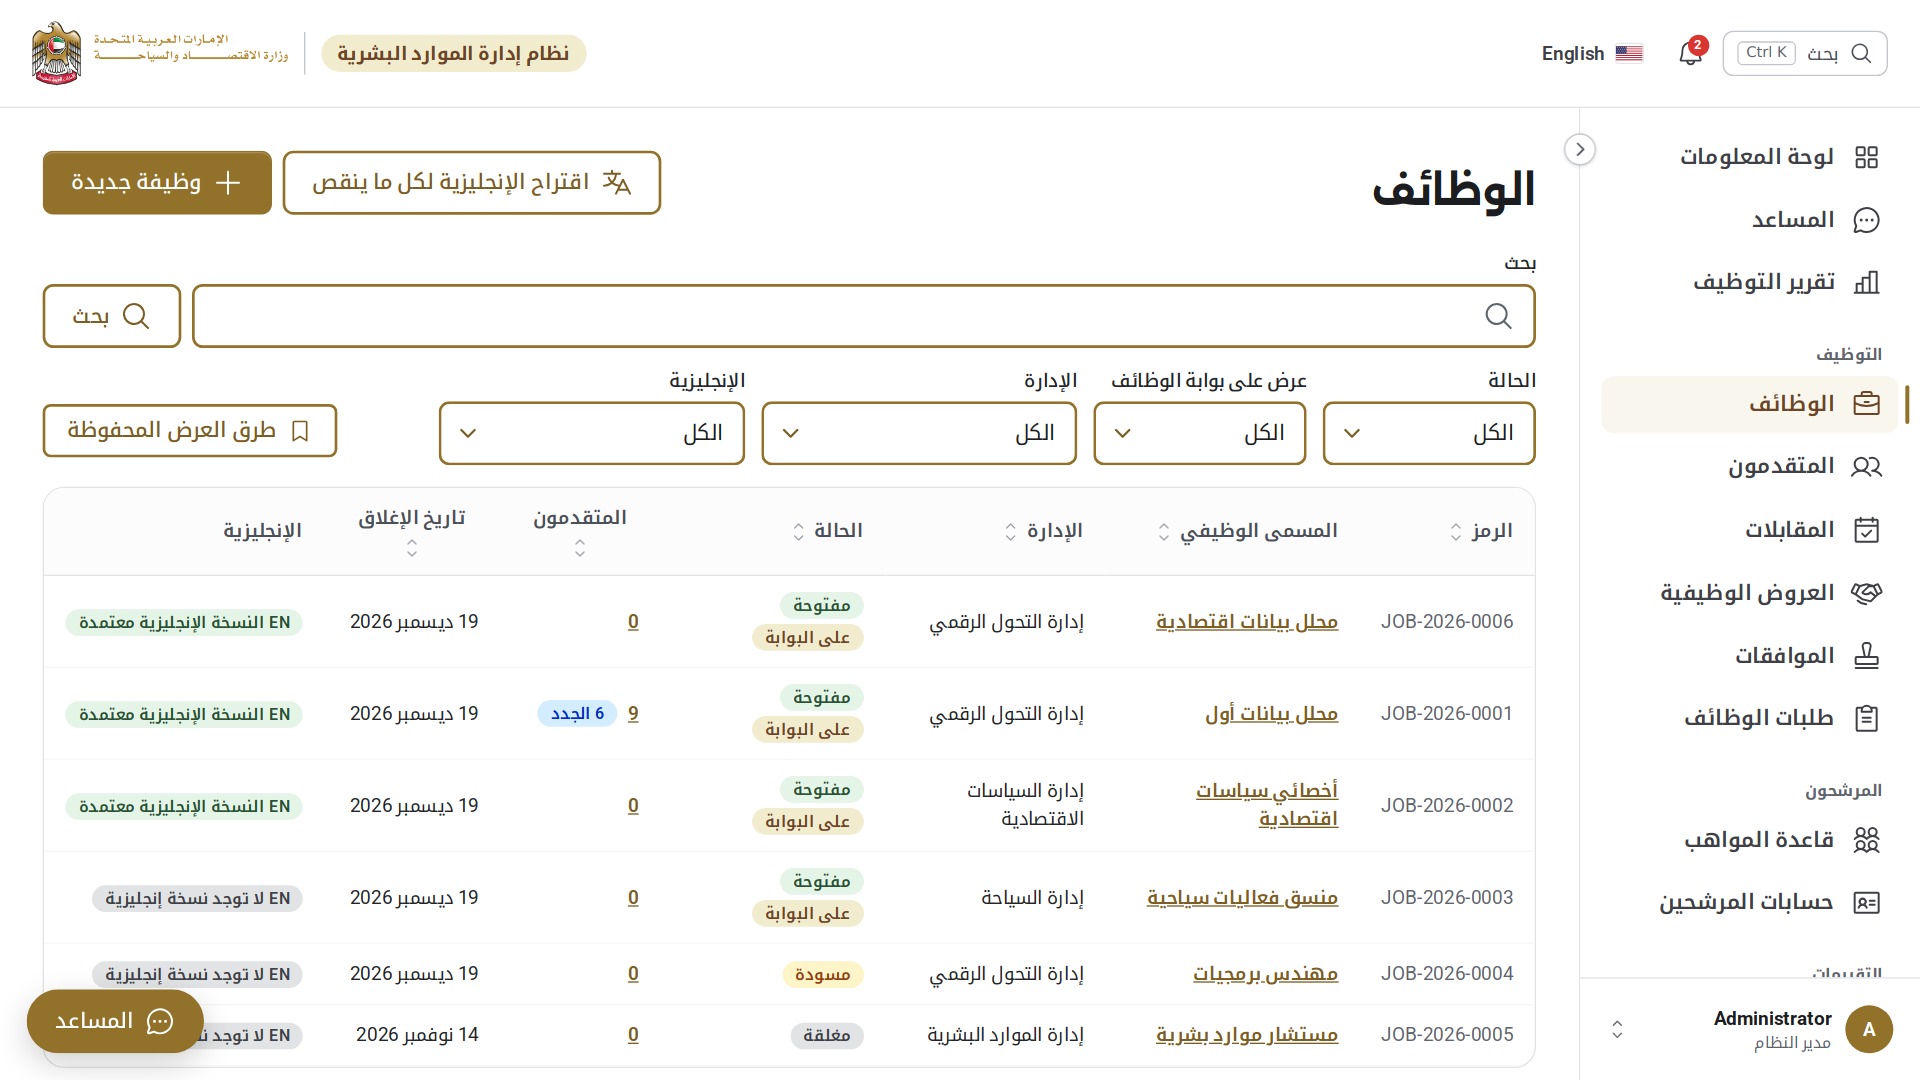 الإمارات العربية المتحدة
وزارة الاقتصاد والسياحة
نظام إدارة الموارد البشرية
English
2
بحث
Ctrl K
لوحة المعلومات
المساعد
تقرير التوظيف
التوظيف
الوظائف
المتقدمون
المقابلات
العروض الوظيفية
الموافقات
طلبات الوظائف
المرشحون
قاعدة المواهب
حسابات المرشحين
التقييمات
Administrator
مدير النظام
A
الوظائف
اقتراح الإنجليزية لكل ما ينقص
وظيفة جديدة
بحث
بحث
الحالة
عرض على بوابة الوظائف
الإدارة
الإنجليزية
الكل
الكل
الكل
الكل
طرق العرض المحفوظة
الرمز المسمى الوظيفي الإدارة الحالة المتقدمون تاريخ الإغلاق الإنجليزية
JOB-2026-0006 محلل بيانات اقتصادية إدارة التحول الرقمي مفتوحة على البوابة 0 19 ديسمبر 2026 EN النسخة الإنجليزية معتمدة
JOB-2026-0001 محلل بيانات أول إدارة التحول الرقمي مفتوحة على البوابة 9 6 الجدد 19 ديسمبر 2026 EN النسخة الإنجليزية معتمدة
JOB-2026-0002 أخصائي سياسات اقتصادية إدارة السياسات الاقتصادية مفتوحة على البوابة 0 19 ديسمبر 2026 EN النسخة الإنجليزية معتمدة
JOB-2026-0003 منسق فعاليات سياحية إدارة السياحة مفتوحة على البوابة 0 19 ديسمبر 2026 EN لا توجد نسخة إنجليزية
JOB-2026-0004 مهندس برمجيات إدارة التحول الرقمي مسودة 0 19 ديسمبر 2026 EN لا توجد نسخة إنجليزية
JOB-2026-0005 مستشار موارد بشرية إدارة الموارد البشرية مغلقة 0 14 نوفمبر 2026 EN لا توجد
المساعد